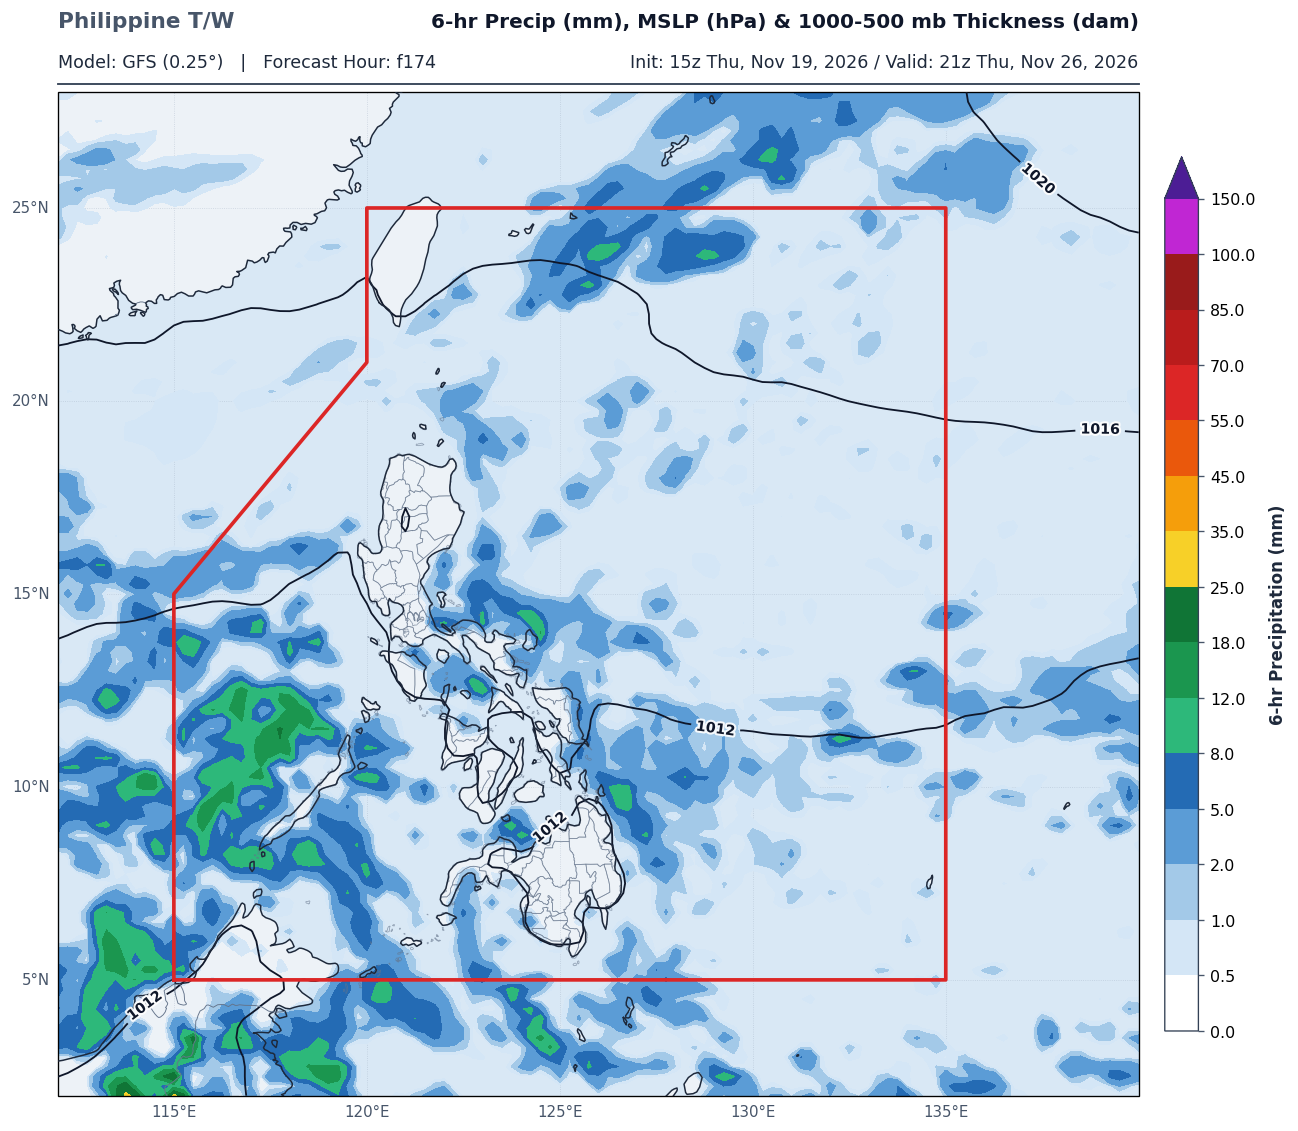 Philippine T/W
6-hr Precip (mm), MSLP (hPa) & 1000-500 mb Thickness (dam)
Model: GFS (0.25°) | Forecast Hour: f174
Init: 15z Thu, Nov 19, 2026 / Valid: 21z Thu, Nov 26, 2026
1020
1016
1012
1012
1012
25°N
20°N
15°N
10°N
5°N
115°E
120°E
125°E
130°E
135°E
150.0
100.0
85.0
70.0
55.0
45.0
35.0
25.0
18.0
12.0
8.0
5.0
2.0
1.0
0.5
0.0
6-hr Precipitation (mm)